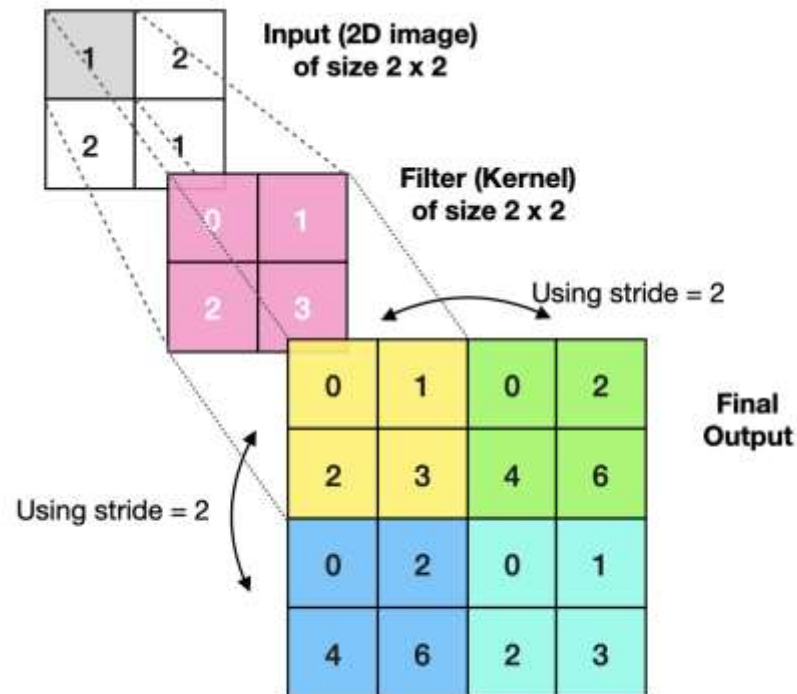 1 2
2 1
Input (2D image)
of size 2 x 2
0 1
2 3
Filter (Kernel)
of size 2 x 2
Using stride = 2
Using stride = 2
0 1 0 2
2 3 4 6
0 2 0 1
4 6 2 3
Final
Output